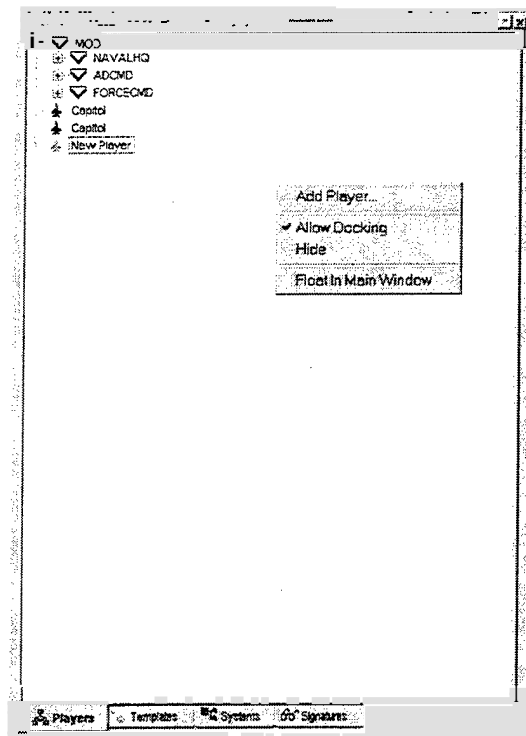 MOD
NAVALHQ
ADCMD
FORCECMD
Capitol
Capitol
New Player
Add Player...
Allow Docking
Hide
Float In Main Window
Players Templates Systems Signatures